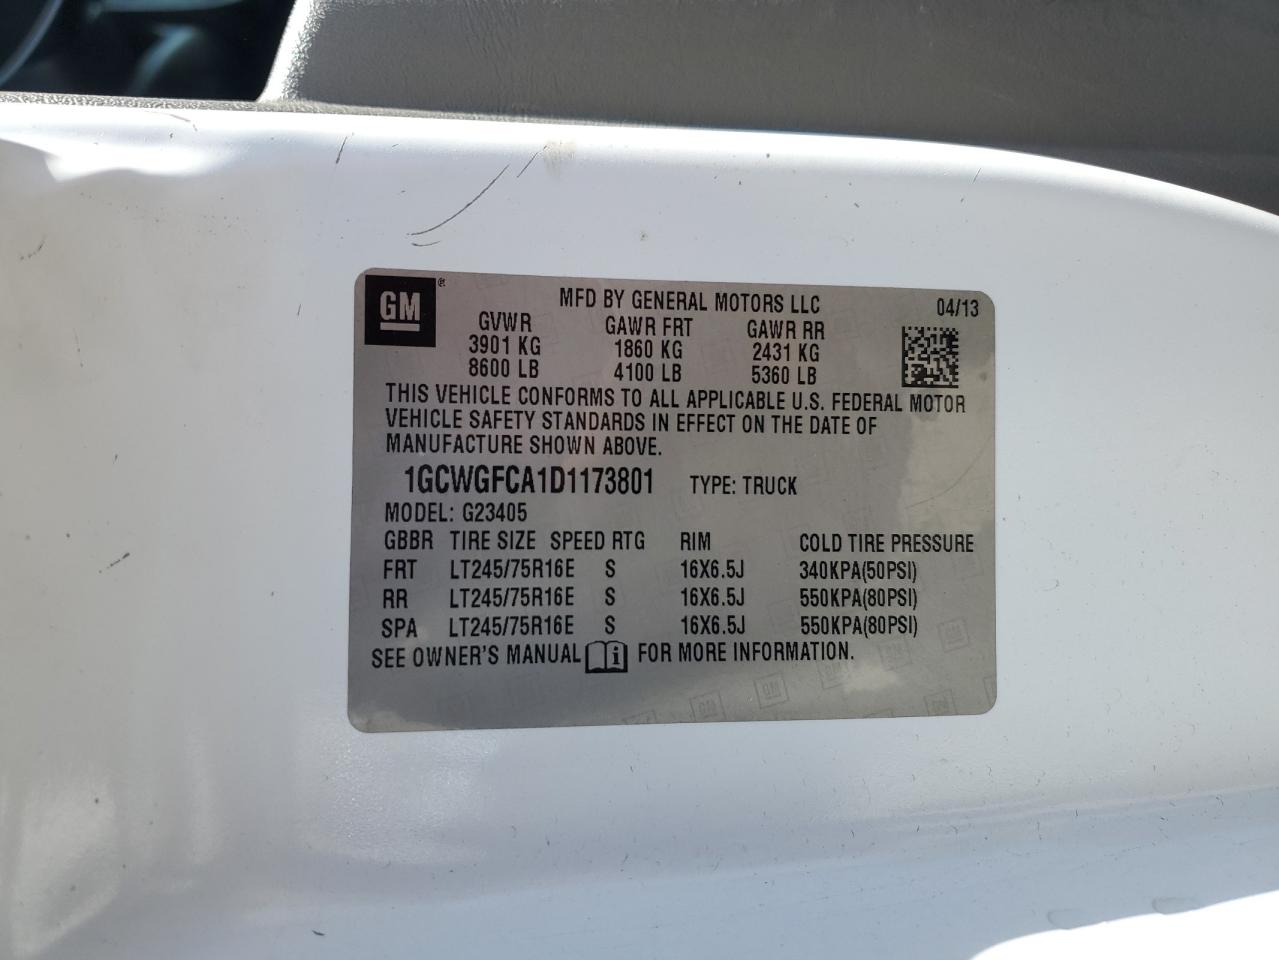 GM ®
MFD BY GENERAL MOTORS LLC 04/13
GVWR GAWR FRT GAWR RR
3901 KG 1860 KG 2431 KG
8600 LB 4100 LB 5360 LB
THIS VEHICLE CONFORMS TO ALL APPLICABLE U.S. FEDERAL MOTOR
VEHICLE SAFETY STANDARDS IN EFFECT ON THE DATE OF
MANUFACTURE SHOWN ABOVE.
1GCWGFCA1D1173801 TYPE: TRUCK
MODEL: G23405
GBBR TIRE SIZE SPEED RTG RIM COLD TIRE PRESSURE
FRT LT245/75R16E S 16X6.5J 340KPA(50PSI)
RR LT245/75R16E S 16X6.5J 550KPA(80PSI)
SPA LT245/75R16E S 16X6.5J 550KPA(80PSI)
SEE OWNER'S MANUAL i FOR MORE INFORMATION.